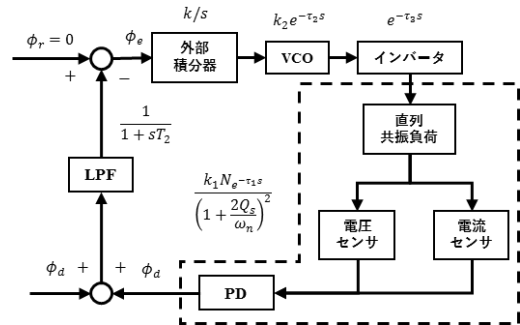 k/s
k₂e^{-τ₂s}
e^{-τ₃s}
ϕᵣ = 0
ϕₑ
外部
積分器
VCO
インバータ
+
−
1
1 + sT₂
直列
共振負荷
LPF
k₁Ne^{-τ₁s}
(1 + 2Qₛ/ωₙ)²
電圧
センサ
電流
センサ
ϕ_d + + ϕ_d
PD